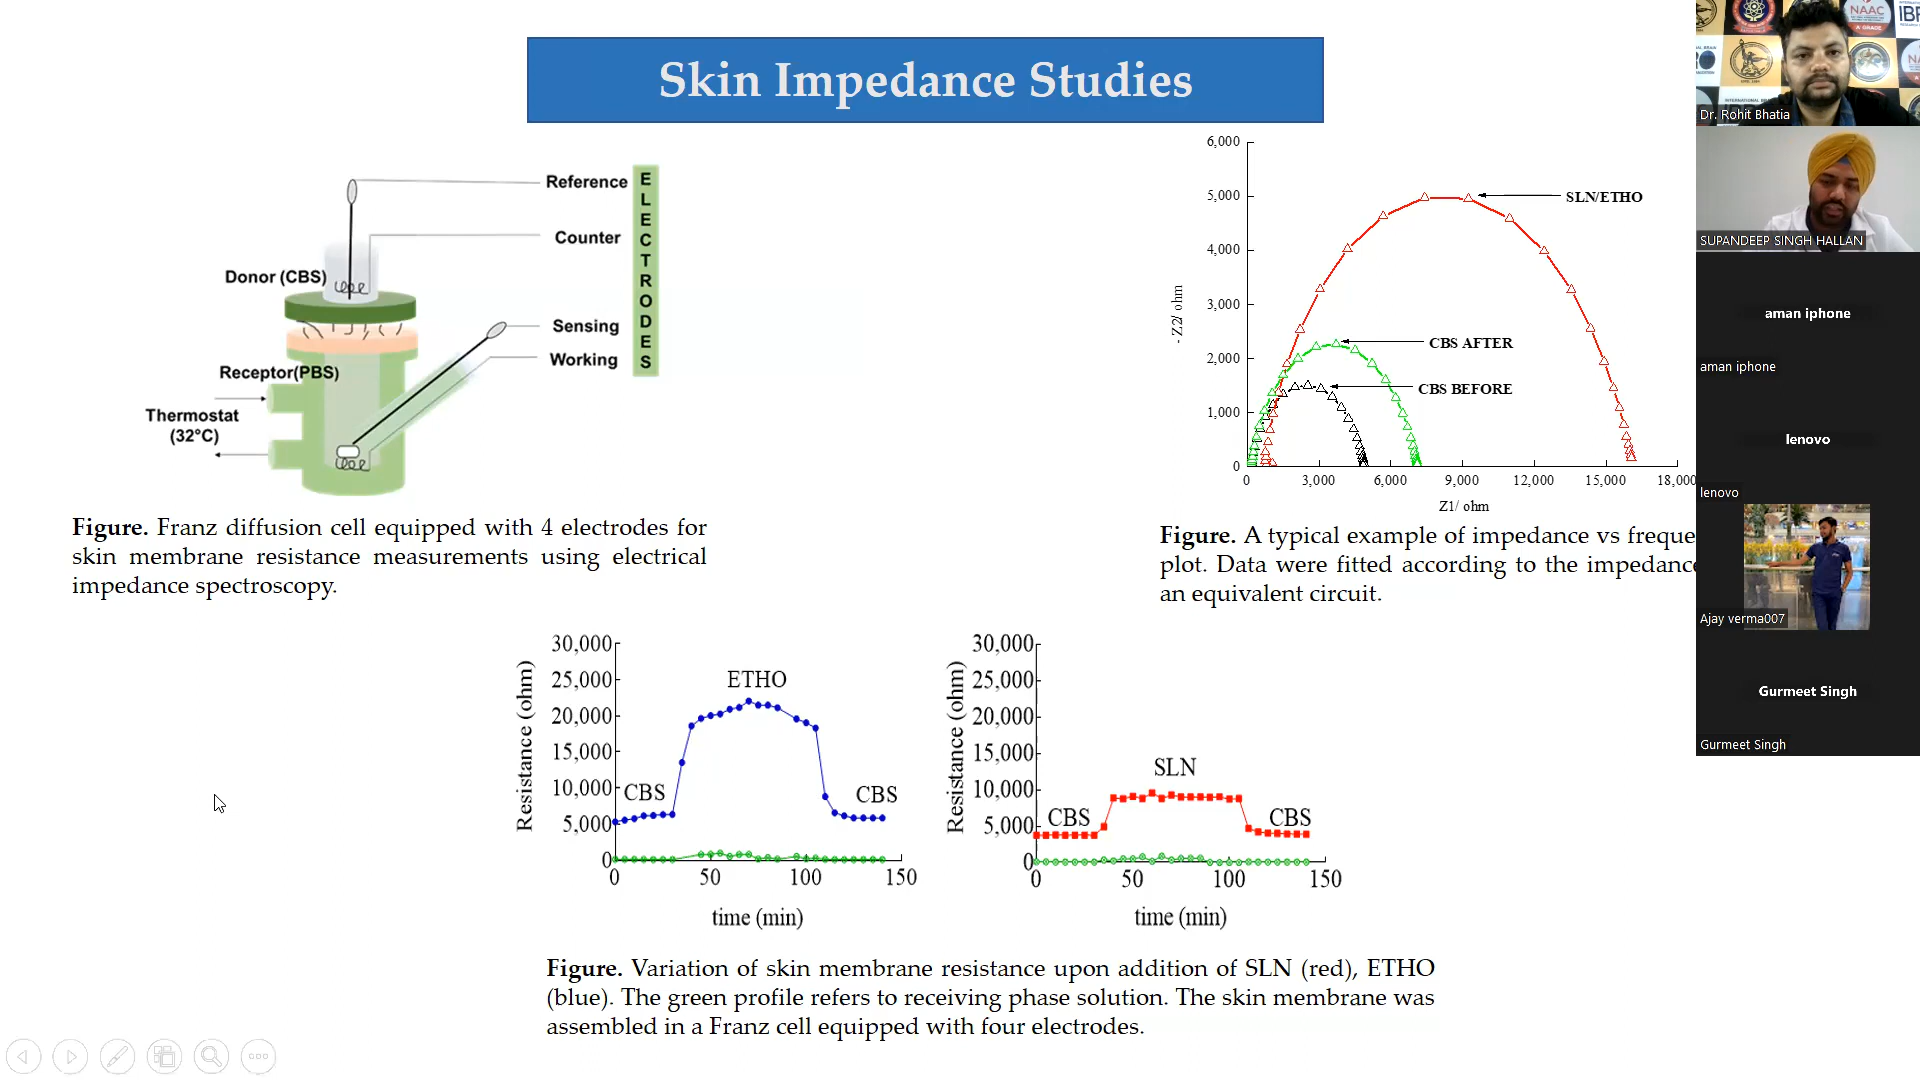 Skin Impedance Studies
Reference
Counter
Donor (CBS)
Sensing
Working
Receptor(PBS)
Thermostat
(32°C)
ELECTRODES
Figure. Franz diffusion cell equipped with 4 electrodes for
skin membrane resistance measurements using electrical
impedance spectroscopy.
6,000
5,000
4,000
3,000
2,000
1,000
0
-Z2/ ohm
SLN/ETHO
CBS AFTER
CBS BEFORE
0 3,000 6,000 9,000 12,000 15,000 18,000
Z1/ ohm
Figure. A typical example of impedance vs freque
plot. Data were fitted according to the impedance
an equivalent circuit.
30,000
25,000
20,000
15,000
10,000
5,000
0
Resistance (ohm)
ETHO
CBS
CBS
0 50 100 150
time (min)
30,000
25,000
20,000
15,000
10,000
5,000
0
Resistance (ohm)
SLN
CBS
CBS
0 50 100 150
time (min)
Figure. Variation of skin membrane resistance upon addition of SLN (red), ETHO
(blue). The green profile refers to receiving phase solution. The skin membrane was
assembled in a Franz cell equipped with four electrodes.
NAAC
A GRADE
Dr. Rohit Bhatia
SUPANDEEP SINGH HALLAN
aman iphone
aman iphone
lenovo
lenovo
Ajay verma007
Gurmeet Singh
Gurmeet Singh